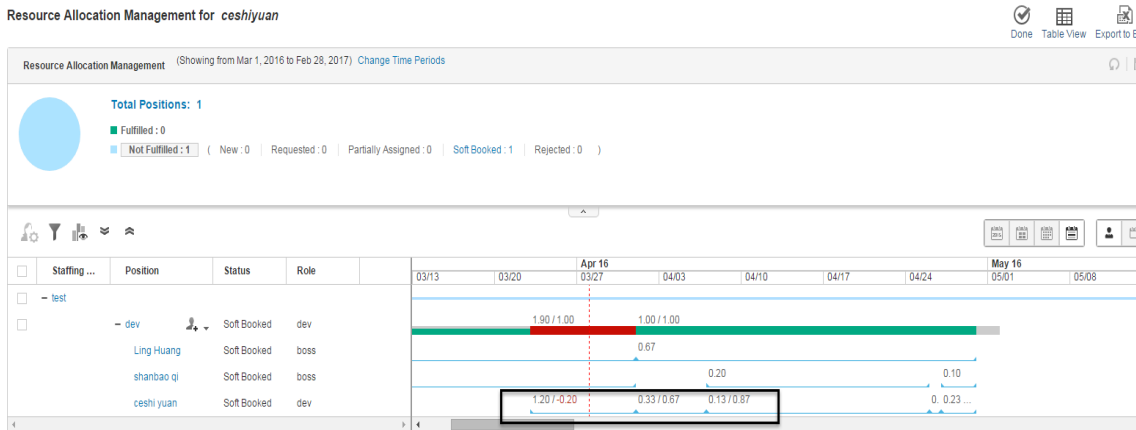 Resource Allocation Management for ceshiyuan
Done Table View Export to E
Resource Allocation Management (Showing from Mar 1, 2016 to Feb 28, 2017) Change Time Periods
Total Positions: 1
Fulfilled : 0
Not Fulfilled : 1 ( New : 0 | Requested : 0 | Partially Assigned : 0 | Soft Booked : 1 | Rejected : 0 )
Apr 16 May 16
Staffing ... Position Status Role 03/13 03/20 03/27 04/03 04/10 04/17 04/24 05/01 05/08
− test
1.90 / 1.00 1.00 / 1.00
− dev Soft Booked dev
Ling Huang Soft Booked boss 0.67
shanbao qi Soft Booked boss 0.20 0.10
ceshi yuan Soft Booked dev 1.20 / -0.20 0.33 / 0.67 0.13 / 0.87 0. 0.23 ...